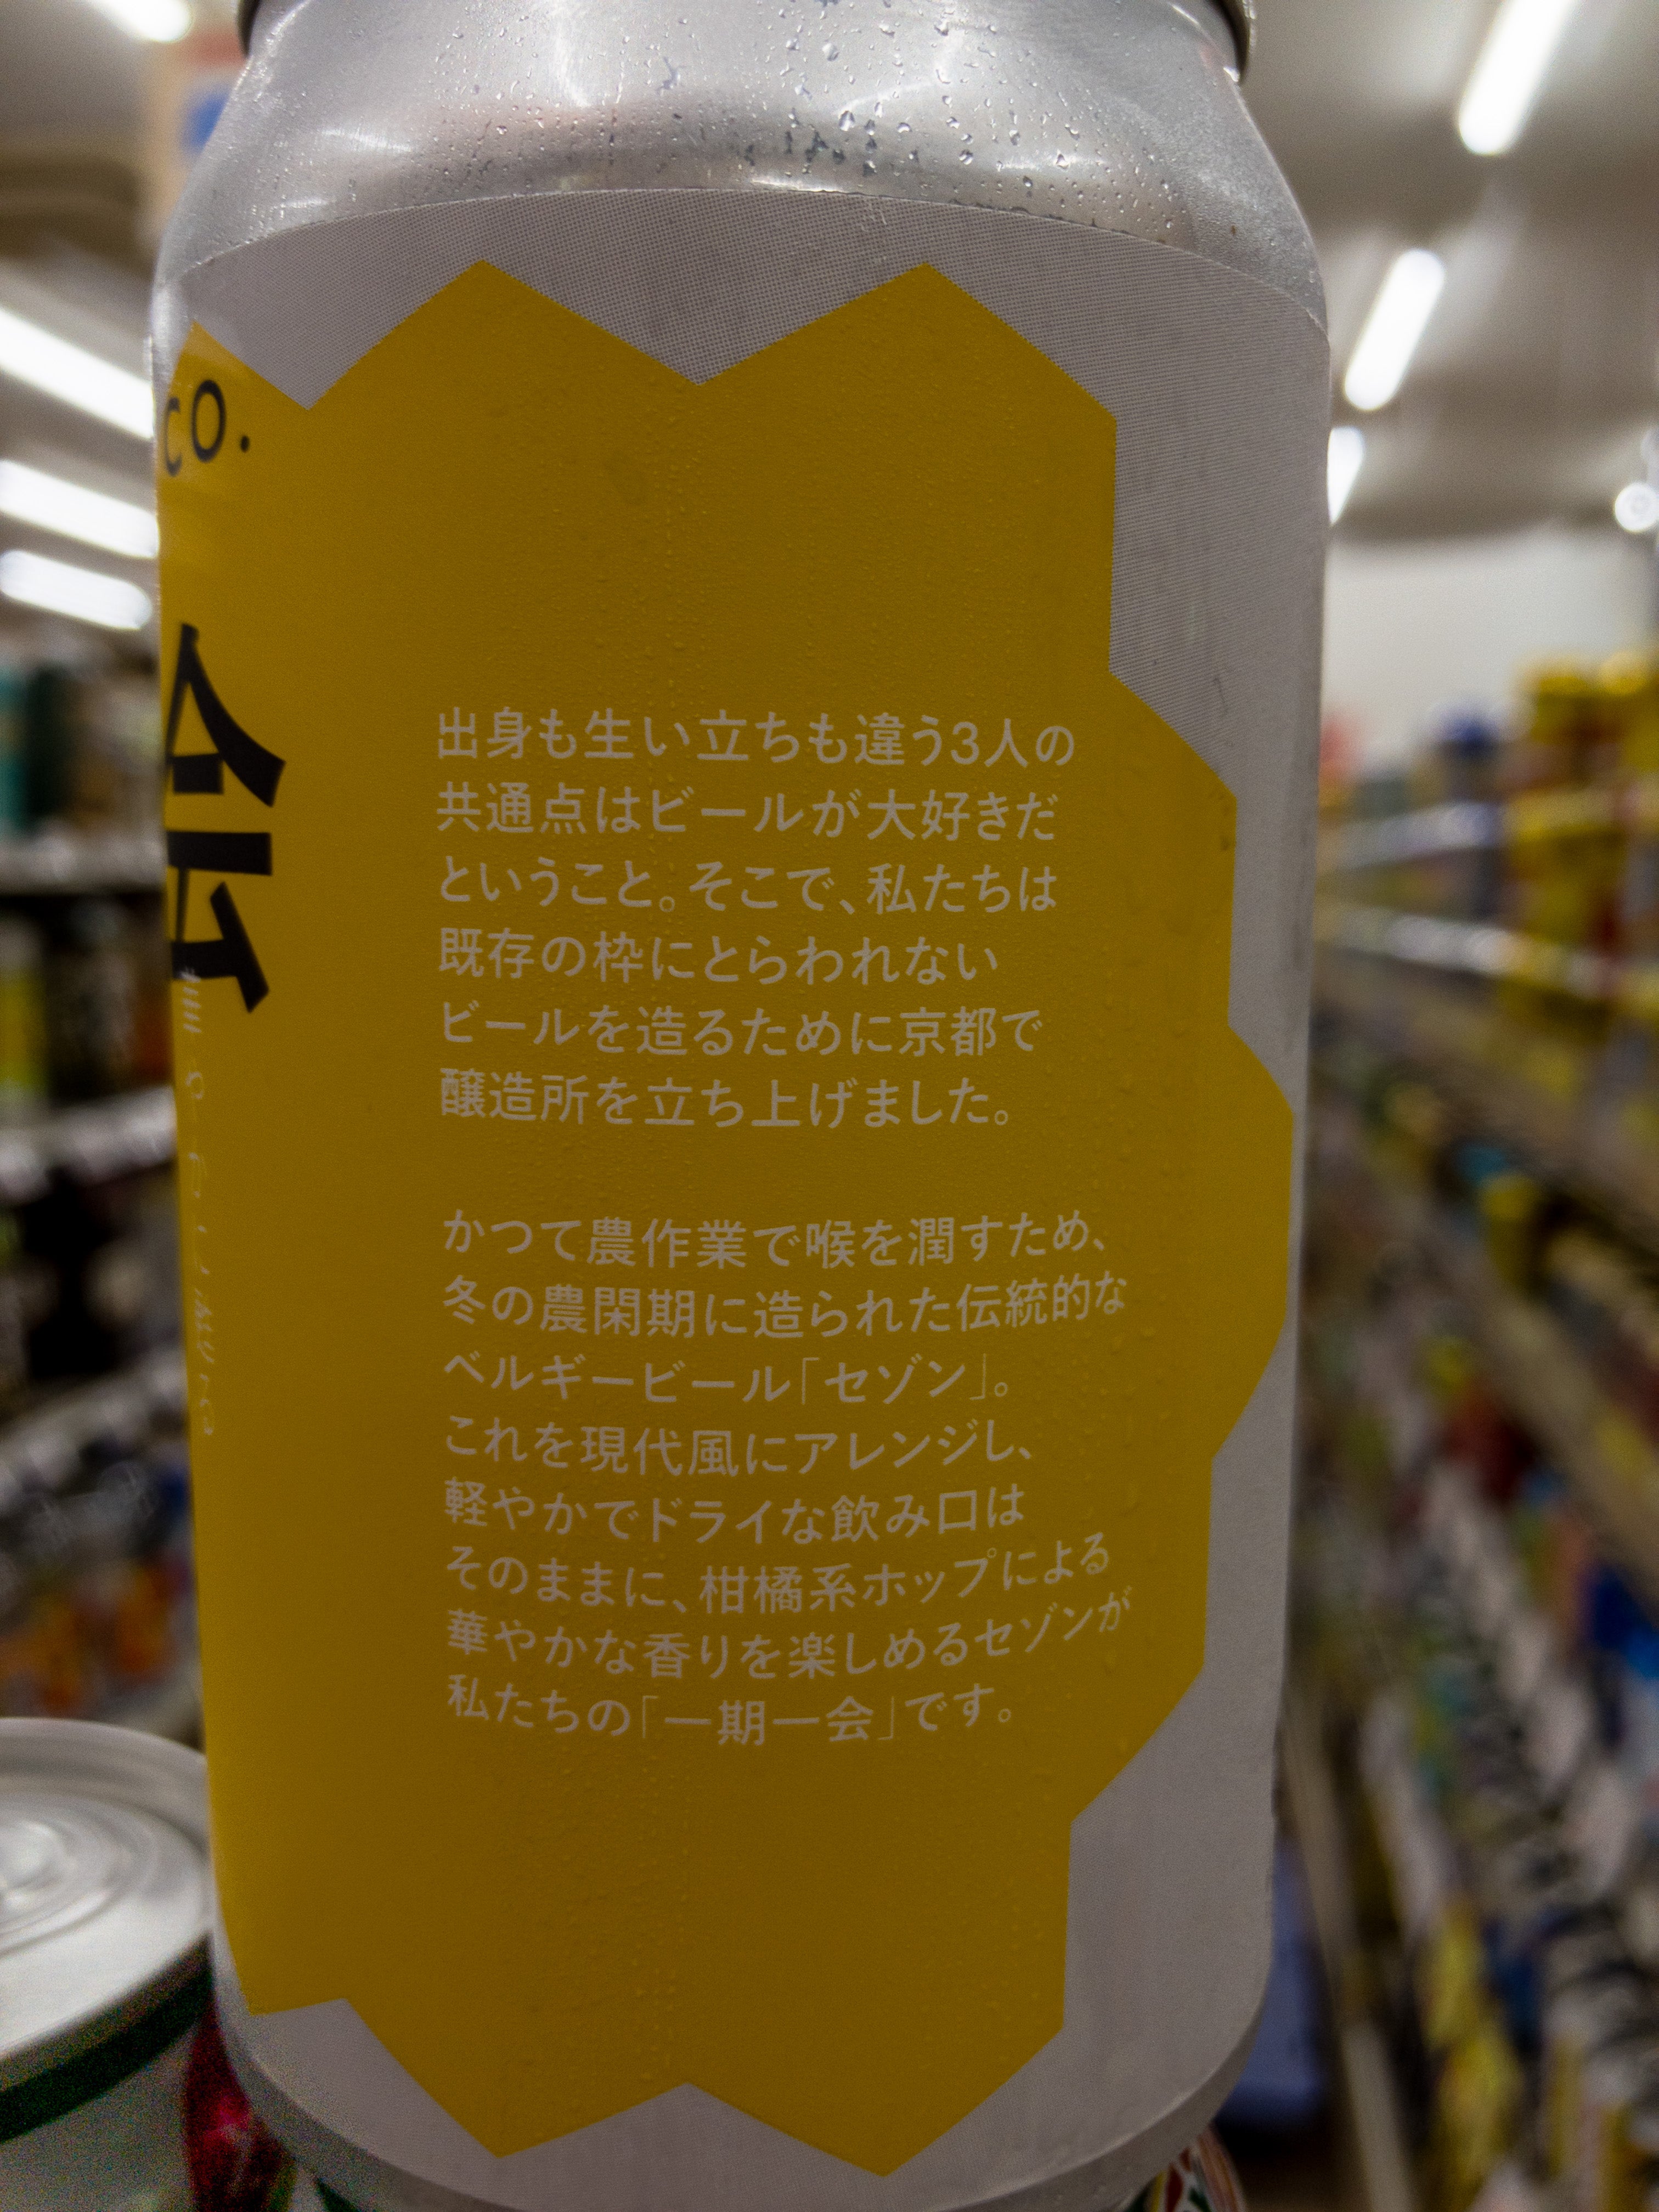 CO.
会
出身も生い立ちも違う3人の
共通点はビールが大好きだ
ということ。そこで、私たちは
既存の枠にとらわれない
ビールを造るために京都で
醸造所を立ち上げました。
かつて農作業で喉を潤すため、
冬の農閑期に造られた伝統的な
ベルギービール「セゾン」。
これを現代風にアレンジし、
軽やかでドライな飲み口は
そのままに、柑橘系ホップによる
華やかな香りを楽しめるセゾンが
私たちの「一期一会」です。